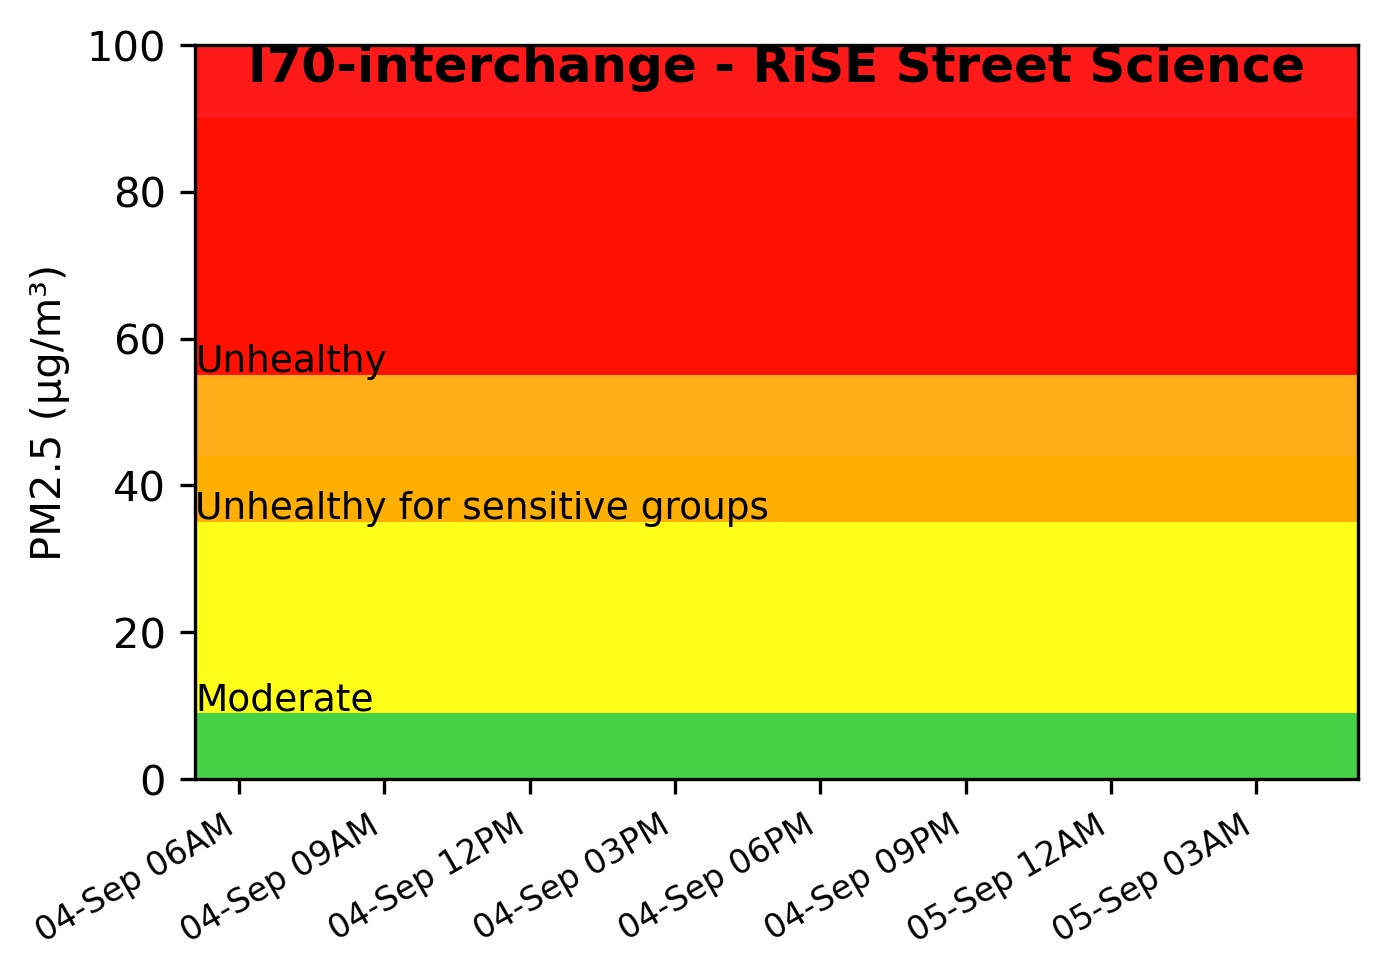 I70-interchange - RiSE Street Science
100
80
60
40
20
0
PM2.5 (µg/m³)
Unhealthy
Unhealthy for sensitive groups
Moderate
04-Sep 06AM
04-Sep 09AM
04-Sep 12PM
04-Sep 03PM
04-Sep 06PM
04-Sep 09PM
05-Sep 12AM
05-Sep 03AM